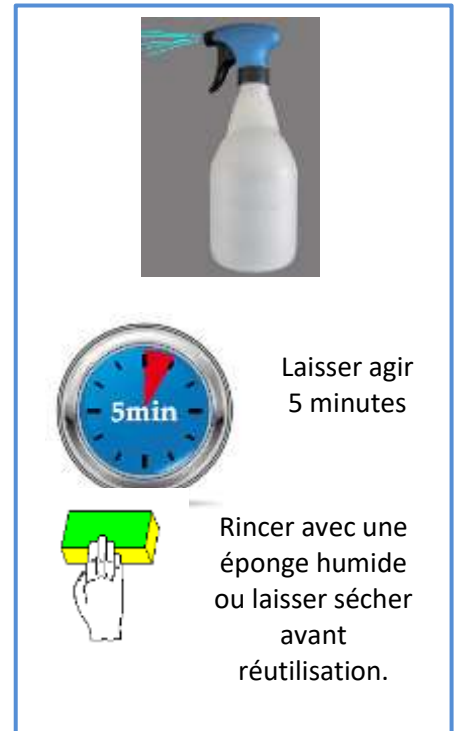 5min
Laisser agir
5 minutes
Rincer avec une
éponge humide
ou laisser sécher
avant
réutilisation.